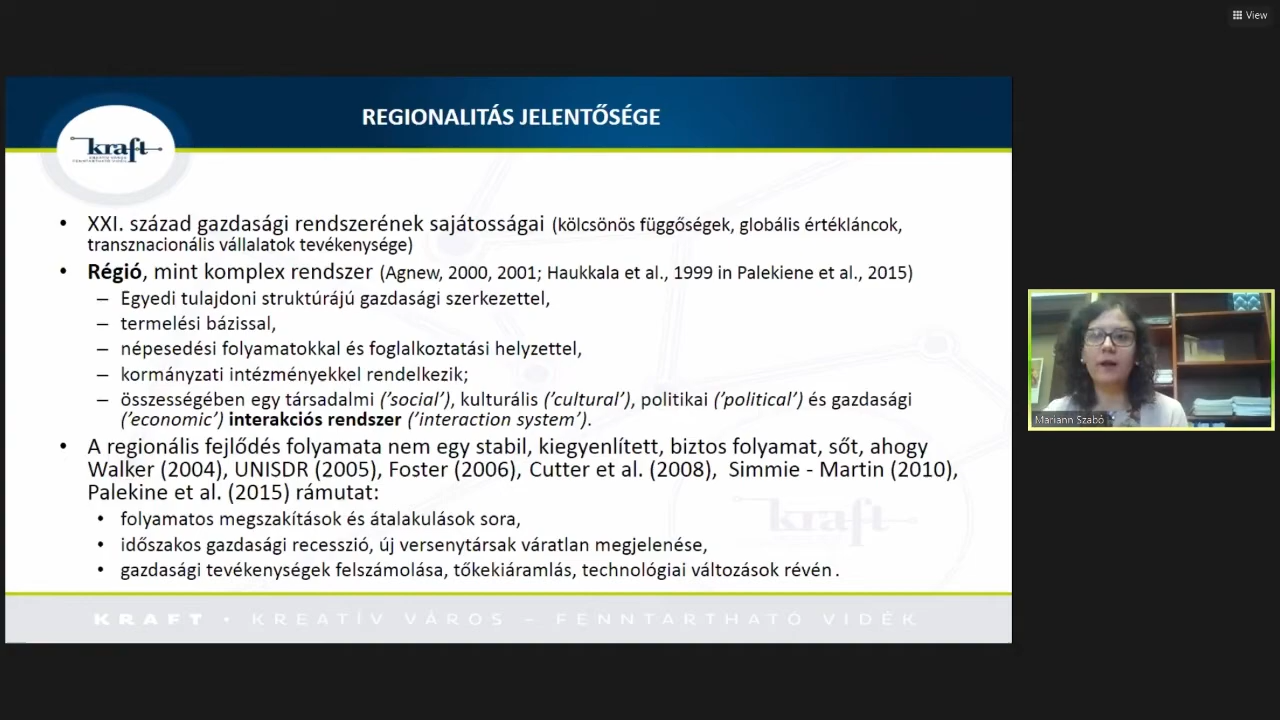 View
REGIONALITÁS JELENTŐSÉGE
kraft
• XXI. század gazdasági rendszerének sajátosságai (kölcsönös függőségek, globális értékláncok,
transznacionális vállalatok tevékenysége)
• Régió, mint komplex rendszer (Agnew, 2000, 2001; Haukkala et al., 1999 in Palekiene et al., 2015)
– Egyedi tulajdoni struktúrájú gazdasági szerkezettel,
– termelési bázissal,
– népesedési folyamatokkal és foglalkoztatási helyzettel,
– kormányzati intézményekkel rendelkezik;
– összességében egy társadalmi ('social'), kulturális ('cultural'), politikai ('political') és gazdasági
('economic') interakciós rendszer ('interaction system').
• A regionális fejlődés folyamata nem egy stabil, kiegyenlített, biztos folyamat, sőt, ahogy
Walker (2004), UNISDR (2005), Foster (2006), Cutter et al. (2008), Simmie - Martin (2010),
Palekine et al. (2015) rámutat:
• folyamatos megszakítások és átalakulások sora,
• időszakos gazdasági recesszió, új versenytársak váratlan megjelenése,
• gazdasági tevékenységek felszámolása, tőkekiáramlás, technológiai változások révén .
kraft
KRAFT • KREATÍV VÁROS – FENNTARTHATÓ VIDÉK
Mariann Szabó